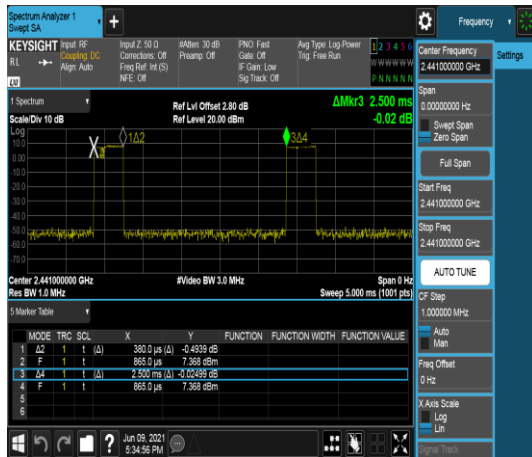 Spectrum Analyzer 1
Swept SA
Frequency
KEYSIGHT
RL
LXI
Input: RF
Coupling: DC
Align: Auto
Input Z: 50 Ω
Corrections: Off
Freq Ref: Int (S)
NFE: Off
#Atten: 30 dB
Preamp: Off
PNO: Fast
Gate: Off
IF Gain: Low
Sig Track: Off
Avg Type: Log-Power
Trig: Free Run
1 2 3 4 5 6
W W W W W W
P N N N N N
Center Frequency
2.441000000 GHz
Settings
Span
0.00000000 Hz
Swept Span
Zero Span
Full Span
Start Freq
2.441000000 GHz
Stop Freq
2.441000000 GHz
AUTO TUNE
CF Step
1.000000 MHz
Auto
Man
Freq Offset
0 Hz
X Axis Scale
Log
Lin
Signal Track
1 Spectrum
Scale/Div 10 dB
Ref Lvl Offset 2.80 dB
Ref Level 20.00 dBm
ΔMkr3 2.500 ms
-0.02 dB
Log
10.0
0.00
-10.0
-20.0
-30.0
-40.0
-50.0
-60.0
-70.0
X
1Δ2
3Δ4
Center 2.441000000 GHz
Res BW 1.0 MHz
#Video BW 3.0 MHz
Span 0 Hz
Sweep 5.000 ms (1001 pts)
5 Marker Table
MODE TRC SCL X Y FUNCTION FUNCTION WIDTH FUNCTION VALUE
1 Δ2 1 t (Δ) 380.0 µs (Δ) -0.4939 dB
2 F 1 t 865.0 µs 7.368 dBm
3 Δ4 1 t (Δ) 2.500 ms (Δ) -0.02499 dB
4 F 1 t 865.0 µs 7.368 dBm
5
6
?
Jun 09, 2021
5:34:56 PM